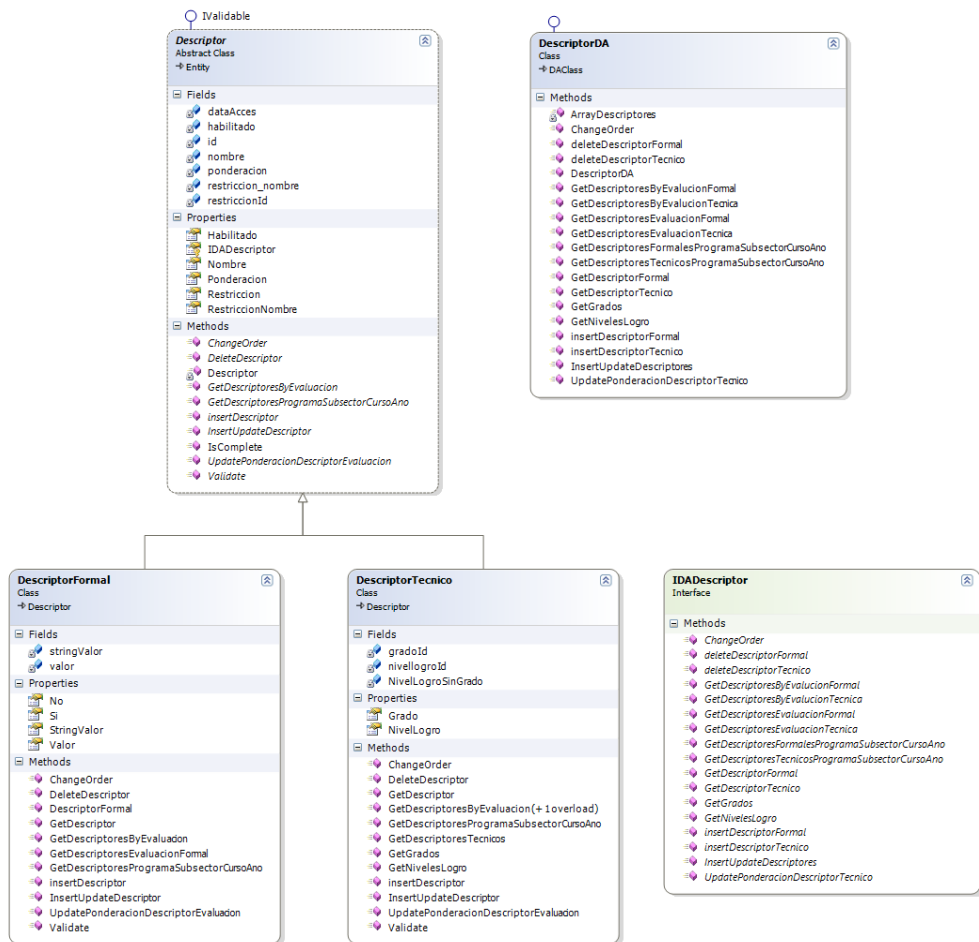 IValidable
Descriptor
Abstract Class
Entity
Fields
dataAcces
habilitado
id
nombre
ponderacion
restriccion_nombre
restriccionId
Properties
Habilitado
IDADescriptor
Nombre
Ponderacion
Restriccion
RestriccionNombre
Methods
ChangeOrder
DeleteDescriptor
Descriptor
GetDescriptoresByEvaluacion
GetDescriptoresProgramaSubsectorCursoAno
insertDescriptor
InsertUpdateDescriptor
IsComplete
UpdatePonderacionDescriptorEvaluacion
Validate
DescriptorDA
Class
DAClass
Methods
ArrayDescriptores
ChangeOrder
deleteDescriptorFormal
deleteDescriptorTecnico
DescriptorDA
GetDescriptoresByEvalucionFormal
GetDescriptoresByEvalucionTecnica
GetDescriptoresEvaluacionFormal
GetDescriptoresEvaluacionTecnica
GetDescriptoresFormalesProgramaSubsectorCursoAno
GetDescriptoresTecnicosProgramaSubsectorCursoAno
GetDescriptorFormal
GetDescriptorTecnico
GetGrados
GetNivelesLogro
insertDescriptorFormal
insertDescriptorTecnico
InsertUpdateDescriptores
UpdatePonderacionDescriptorTecnico
DescriptorFormal
Class
Descriptor
Fields
stringValor
valor
Properties
No
Si
StringValor
Valor
Methods
ChangeOrder
DeleteDescriptor
DescriptorFormal
GetDescriptor
GetDescriptoresByEvaluacion
GetDescriptoresEvaluacionFormal
GetDescriptoresProgramaSubsectorCursoAno
insertDescriptor
InsertUpdateDescriptor
UpdatePonderacionDescriptorEvaluacion
Validate
DescriptorTecnico
Class
Descriptor
Fields
gradoId
nivellogroId
NivelLogroSinGrado
Properties
Grado
NivelLogro
Methods
ChangeOrder
DeleteDescriptor
GetDescriptor
GetDescriptoresByEvaluacion (+ 1 overload)
GetDescriptoresProgramaSubsectorCursoAno
GetDescriptoresTecnicos
GetGrados
GetNivelesLogro
insertDescriptor
InsertUpdateDescriptor
UpdatePonderacionDescriptorEvaluacion
Validate
IDADescriptor
Interface
Methods
ChangeOrder
deleteDescriptorFormal
deleteDescriptorTecnico
GetDescriptoresByEvalucionFormal
GetDescriptoresByEvalucionTecnica
GetDescriptoresEvaluacionFormal
GetDescriptoresEvaluacionTecnica
GetDescriptoresFormalesProgramaSubsectorCursoAno
GetDescriptoresTecnicosProgramaSubsectorCursoAno
GetDescriptorFormal
GetDescriptorTecnico
GetGrados
GetNivelesLogro
insertDescriptorFormal
insertDescriptorTecnico
InsertUpdateDescriptores
UpdatePonderacionDescriptorTecnico